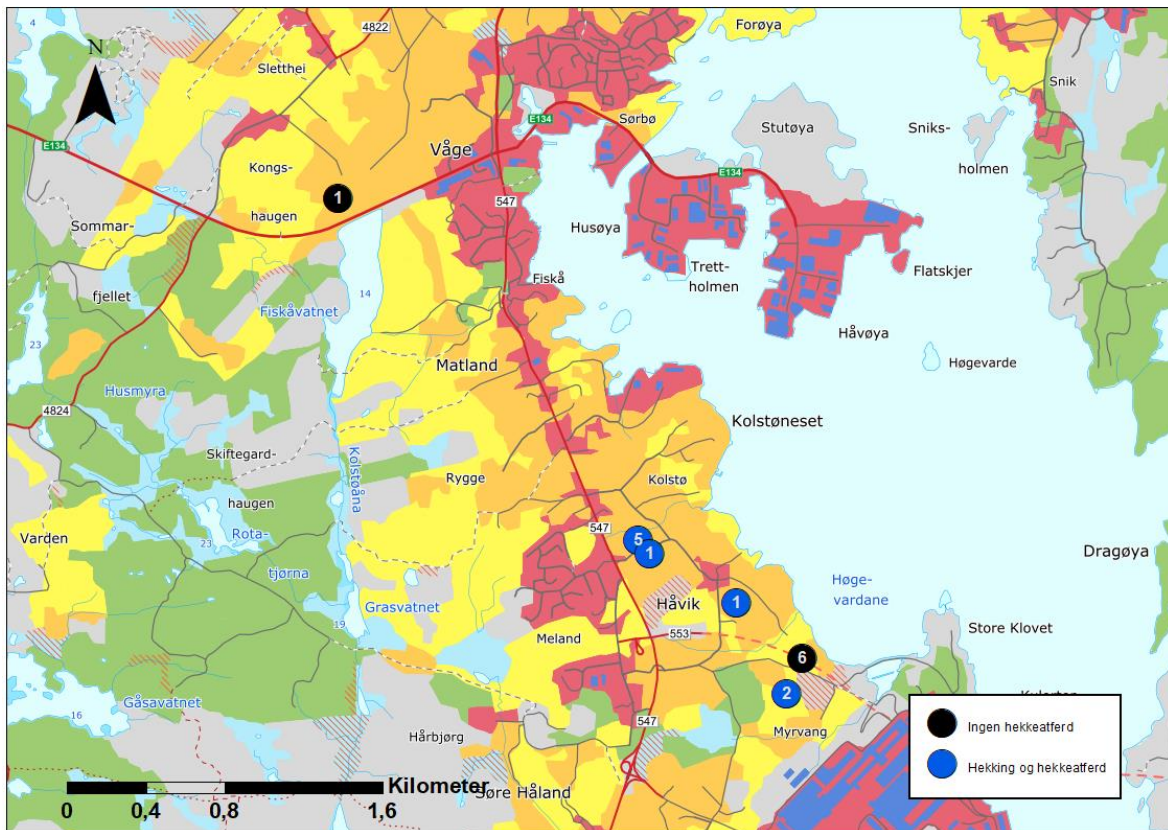 4
4822
Forøya
N
Sletthei
Snik
E134
Sørbø
Stutøya
Sniks-
holmen
E134
Våge
Kongs-
haugen
E134
1
547
Sommar-
Husøya
Trett-
holmen
Flatskjer
Fiskå
fjellet
14
Fiskåvatnet
Håvøya
23
Matland
Høgevarde
Husmyra
4824
Kolstøneset
Skiftegard-
haugen
Kolståna
Rygge
Kolstø
547
Varden
23
Rota-
tjørna
5
1
Dragøya
Høge-
vardane
Grasvatnet
Håvik
1
19
Meland
553
Store Klovet
6
2
Gåsavatnet
16
547
Myrvang
Hårbjørg
Ingen hekkeatferd
Hekking og hekkeatferd
Kilometer
Søre Håland
0 0,4 0,8 1,6